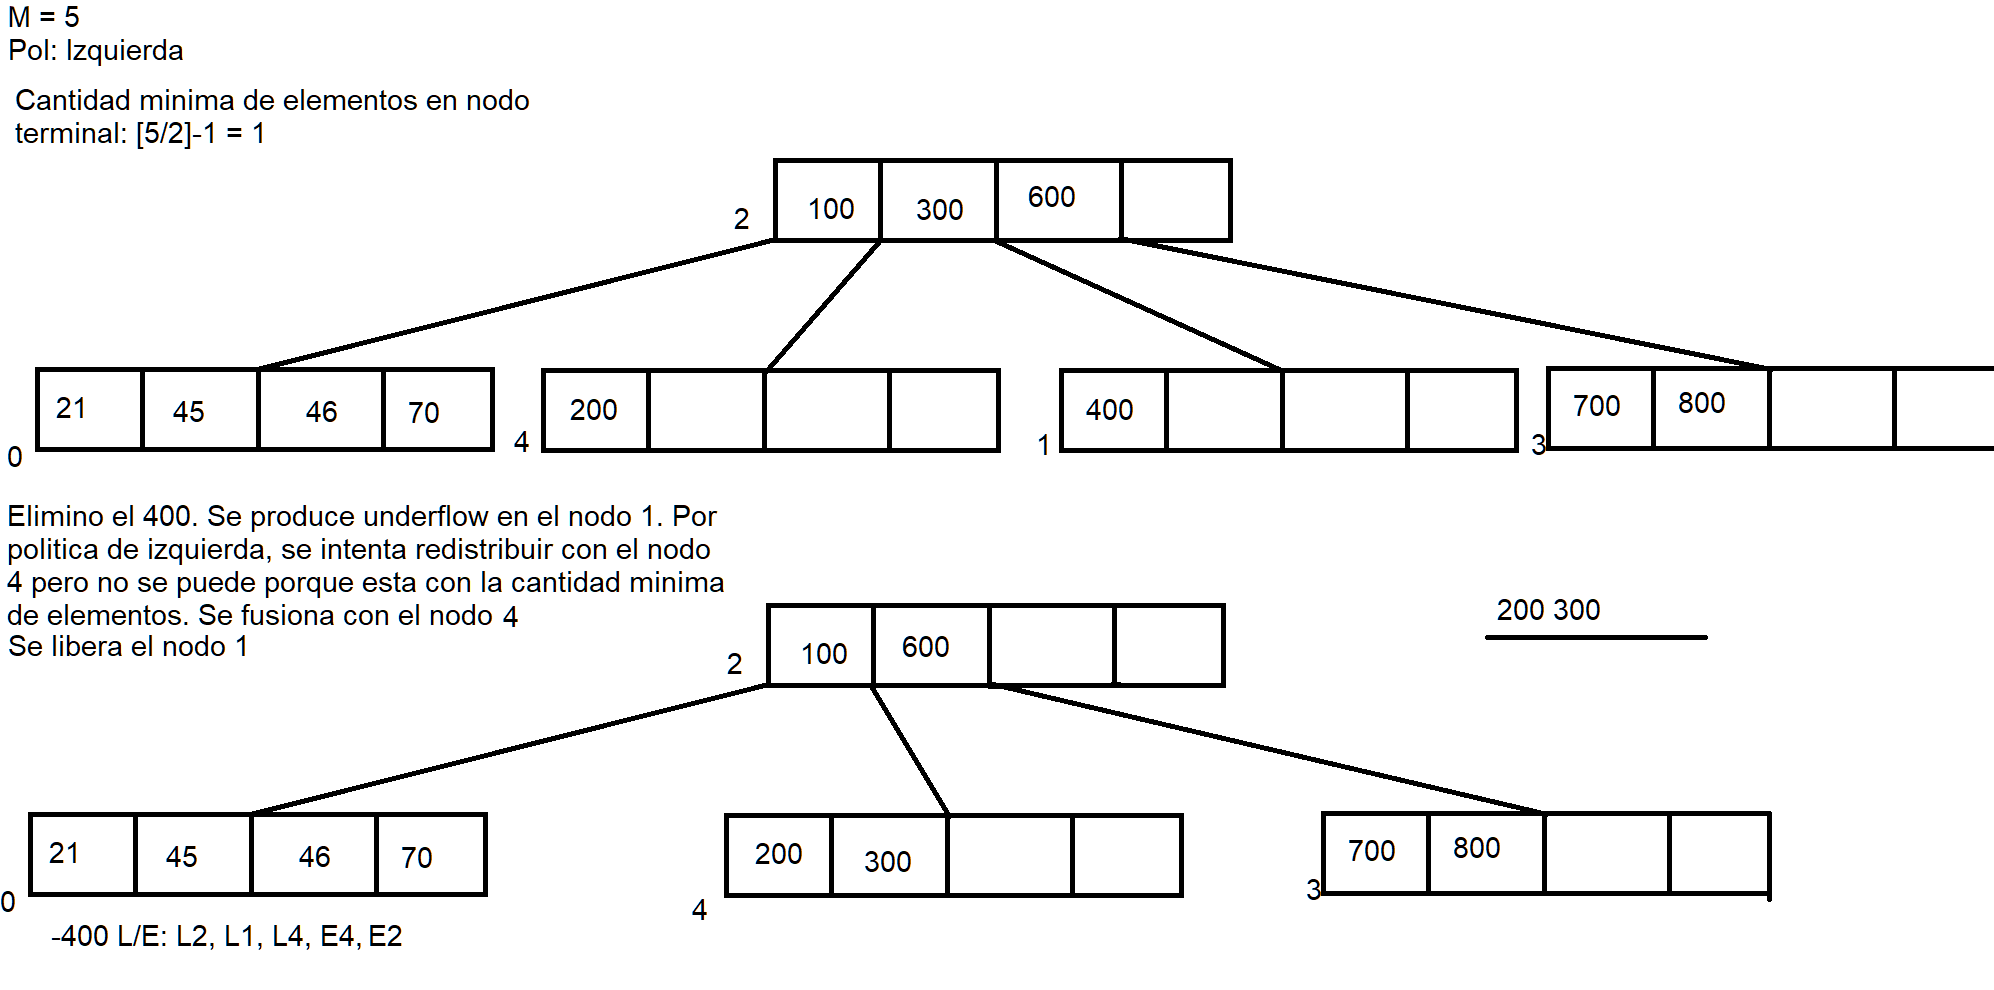 M = 5
Pol: Izquierda
Cantidad minima de elementos en nodo
terminal: [5/2]-1 = 1
2 100 300 600
0 21 45 46 70 4 200 1 400 3 700 800
Elimino el 400. Se produce underflow en el nodo 1. Por
politica de izquierda, se intenta redistribuir con el nodo
4 pero no se puede porque esta con la cantidad minima
de elementos. Se fusiona con el nodo 4
Se libera el nodo 1
200 300
2 100 600
0 21 45 46 70 4 200 300 3 700 800
-400 L/E: L2, L1, L4, E4, E2